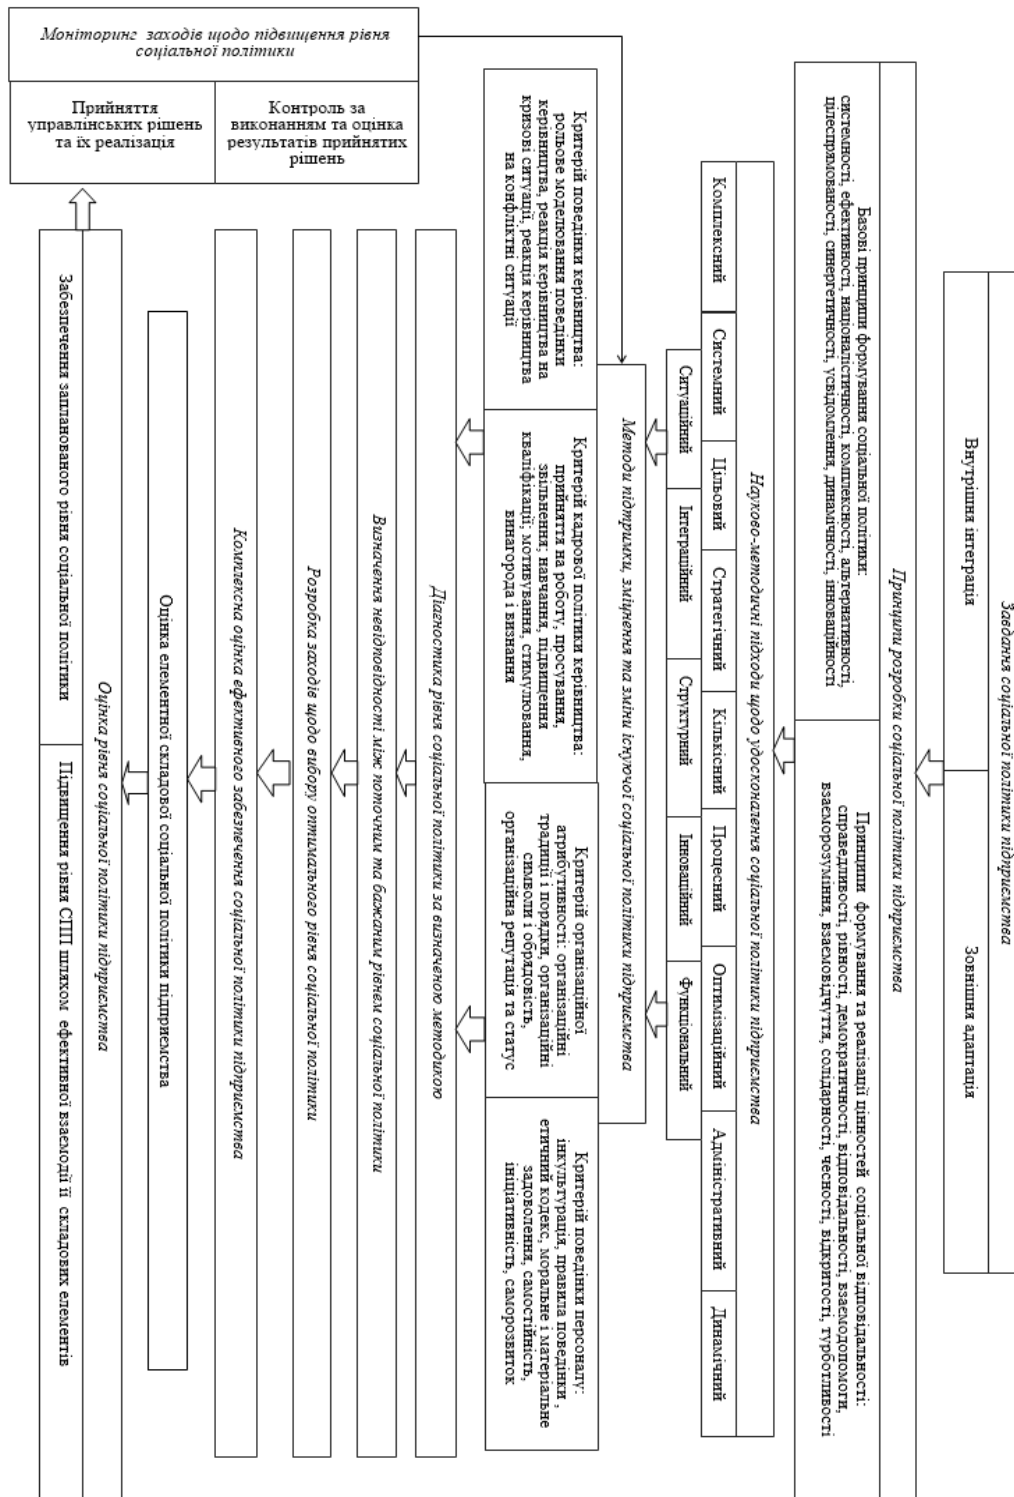 Завдання соціальної політики підприємства
Внутрішня інтеграція
Зовнішня адаптація
Принципи розробки соціальної політики підприємства
Базові принципи формування соціальної політики:
системності, ефективності, націоналістичності, комплексності, альтернативності,
цілеспрямованості, синергетичності, усвідомлення, динамічності, інноваційності
Принципи формування та реалізації цінностей соціальної відповідальності:
справедливості, рівності, демократичності, відповідальності, взаємодопомоги,
взаєморозуміння, взаємовідчуття, солідарності, чесності, відкритості, турботливості
Науково-методичні підходи щодо удосконалення соціальної політики підприємства
Комплексний
Системний
Цільовий
Стратегічний
Кількісний
Процесний
Оптимізаційний
Адміністративний
Динамічний
Ситуаційний
Інтеграційний
Структурний
Інноваційний
Функціональний
Методи підтримки, зміцнення та зміни існуючої соціальної політики підприємства
Критерій поведінки керівництва:
рольове моделювання поведінки
керівництва, реакція керівництва на
кризові ситуації, реакція керівництва
на конфліктні ситуації
Критерій кадрової політики керівництва:
прийняття на роботу, просування,
звільнення; навчання, підвищення
кваліфікації; мотивування, стимулювання,
винагорода і визнання
Критерій організаційної
атрибутивності: організаційні
традиції і порядки, організаційні
символи і обрядовість,
організаційна репутація та статус
Критерій поведінки персоналу:
інкультурація, правила поведінки ,
етичний кодекс, моральне і матеріальне
задоволення, самостійність,
ініціативність, саморозвиток
Діагностика рівня соціальної політики за визначеною методикою
Визначення невідповідності між поточним та бажаним рівнем соціальної політики
Розробка заходів щодо вибору оптимального рівня соціальної політики
Комплексна оцінка ефективного забезпечення соціальної політики підприємства
Оцінка елементної складової соціальної політики підприємства
Оцінка рівня соціальної політики підприємства
Забезпечення запланованого рівня соціальної політики
Підвищення рівня СПП шляхом ефективної взаємодії її складових елементів
Моніторинг заходів щодо підвищення рівня
соціальної політики
Прийняття
управлінських рішень
та їх реалізація
Контроль за
виконанням та оцінка
результатів прийнятих
рішень